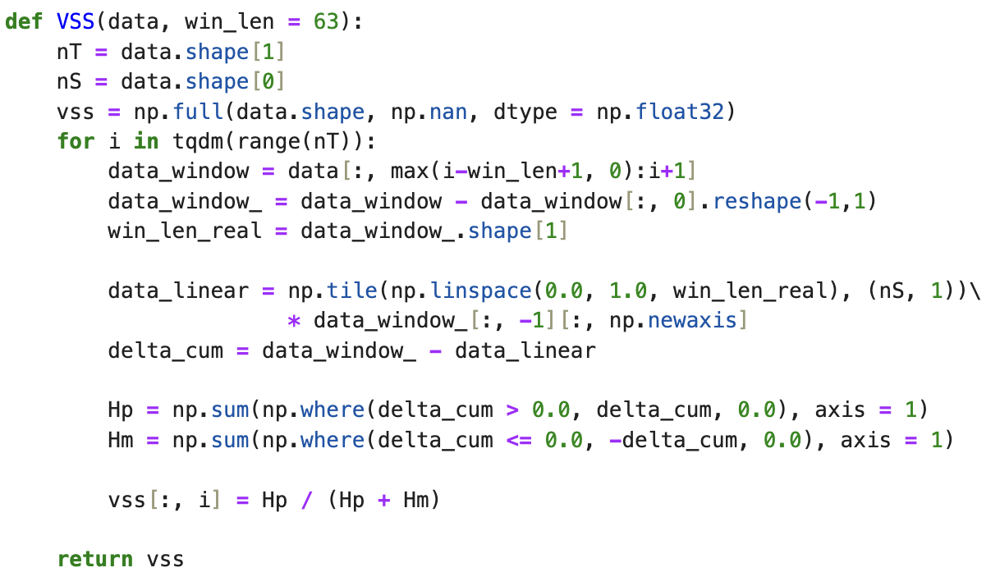 def VSS(data, win_len = 63):
    nT = data.shape[1]
    nS = data.shape[0]
    vss = np.full(data.shape, np.nan, dtype = np.float32)
    for i in tqdm(range(nT)):
        data_window = data[:, max(i-win_len+1, 0):i+1]
        data_window_ = data_window - data_window[:, 0].reshape(-1,1)
        win_len_real = data_window_.shape[1]

        data_linear = np.tile(np.linspace(0.0, 1.0, win_len_real), (nS, 1))\
                      * data_window_[:, -1][:, np.newaxis]
        delta_cum = data_window_ - data_linear

        Hp = np.sum(np.where(delta_cum > 0.0, delta_cum, 0.0), axis = 1)
        Hm = np.sum(np.where(delta_cum <= 0.0, -delta_cum, 0.0), axis = 1)

        vss[:, i] = Hp / (Hp + Hm)

    return vss